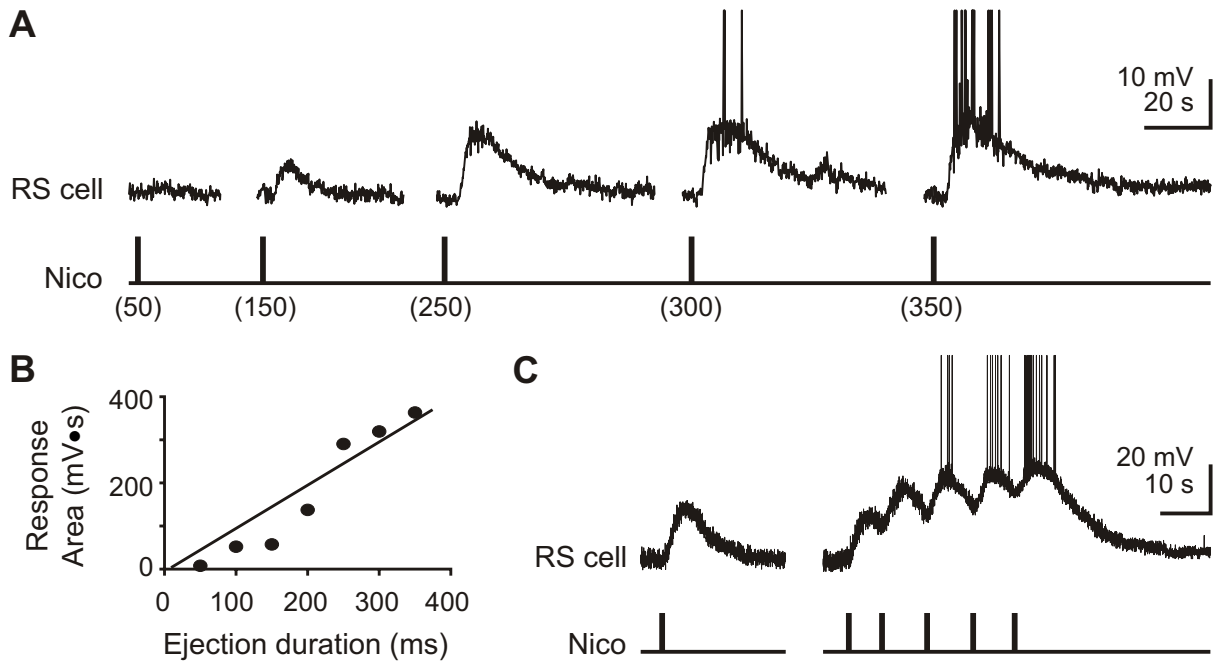 A
10 mV
20 s
RS cell
Nico
(50) (150) (250) (300) (350)
B
Response
Area (mV•s)
400
200
0
0 100 200 300 400
Ejection duration (ms)
C
20 mV
10 s
RS cell
Nico